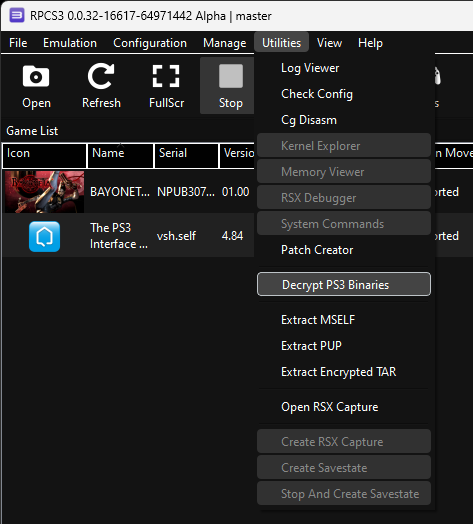 RPCS3 0.0.32-16617-64971442 Alpha | master
File Emulation Configuration Manage Utilities View Help
Open Refresh FullScr Stop
Log Viewer
Check Config
Cg Disasm
Kernel Explorer
Memory Viewer
RSX Debugger
System Commands
Patch Creator
Decrypt PS3 Binaries
Extract MSELF
Extract PUP
Extract Encrypted TAR
Open RSX Capture
Create RSX Capture
Create Savestate
Stop And Create Savestate
Game List
Icon Name Serial Versio
BAYONET... NPUB307... 01.00
The PS3
Interface ... vsh.self 4.84